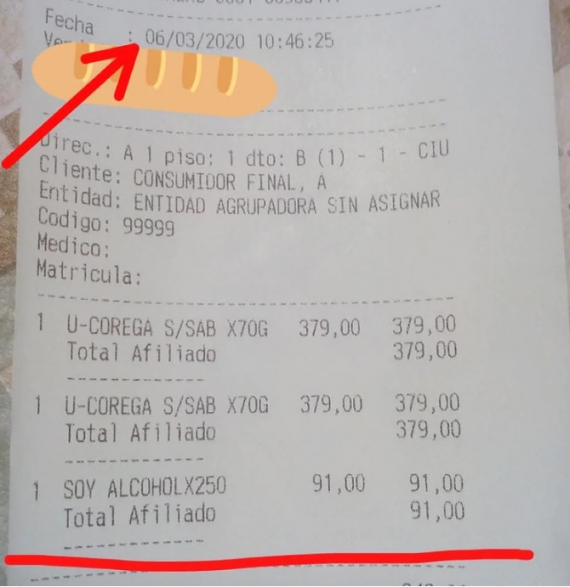 Fecha : 06/03/2020 10:46:25
Direc.: A 1 piso: 1 dto: B (1) - 1 - CIU
Cliente: CONSUMIDOR FINAL, A
Entidad: ENTIDAD AGRUPADORA SIN ASIGNAR
Codigo: 99999
Medico:
Matricula:
1 U-COREGA S/SAB X70G 379,00 379,00
Total Afiliado 379,00
1 U-COREGA S/SAB X70G 379,00 379,00
Total Afiliado 379,00
1 SOY ALCOHOLX250 91,00 91,00
Total Afiliado 91,00